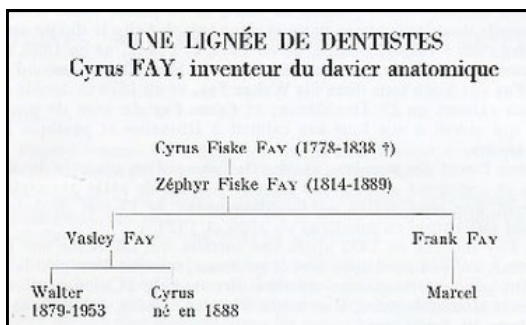 UNE LIGNÉE DE DENTISTES
Cyrus FAY, inventeur du davier anatomique
Cyrus Fiske FAY (1778-1838 †)
Zéphyr Fiske FAY (1814-1889)
Vasley FAY
Frank FAY
Walter
1879-1953
Cyrus
né en 1888
Marcel